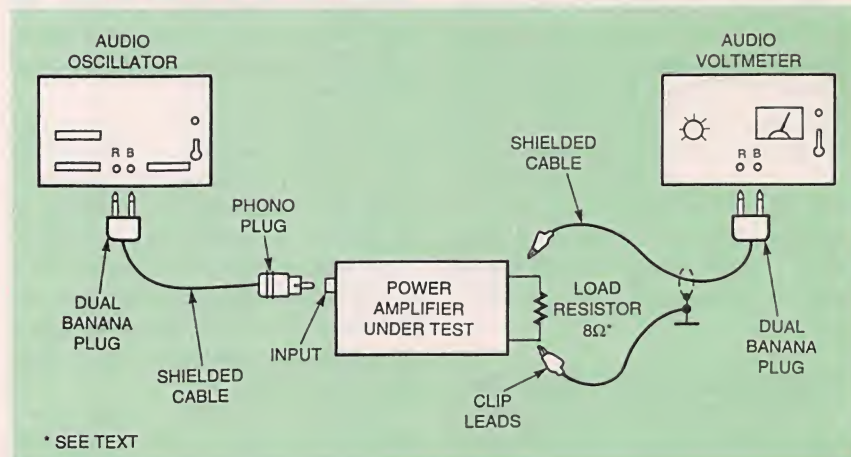 AUDIO
OSCILLATOR
R B
DUAL
BANANA
PLUG
SHIELDED
CABLE
PHONO
PLUG
INPUT
POWER
AMPLIFIER
UNDER TEST
LOAD
RESISTOR
8Ω*
CLIP
LEADS
SHIELDED
CABLE
AUDIO
VOLTMETER
R B
DUAL
BANANA
PLUG
* SEE TEXT